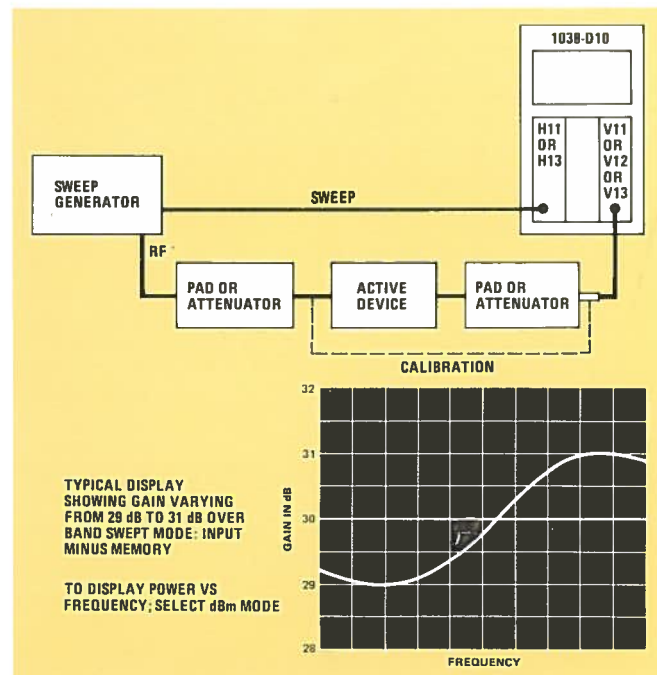 1038-D10
H11
OR
H13
V11
OR
V12
OR
V13
SWEEP
GENERATOR
SWEEP
RF
PAD OR
ATTENUATOR
ACTIVE
DEVICE
PAD OR
ATTENUATOR
CALIBRATION
TYPICAL DISPLAY
SHOWING GAIN VARYING
FROM 29 dB TO 31 dB OVER
BAND SWEPT MODE; INPUT
MINUS MEMORY
TO DISPLAY POWER VS
FREQUENCY; SELECT dBm MODE
32
31
30
29
28
GAIN IN dB
FREQUENCY